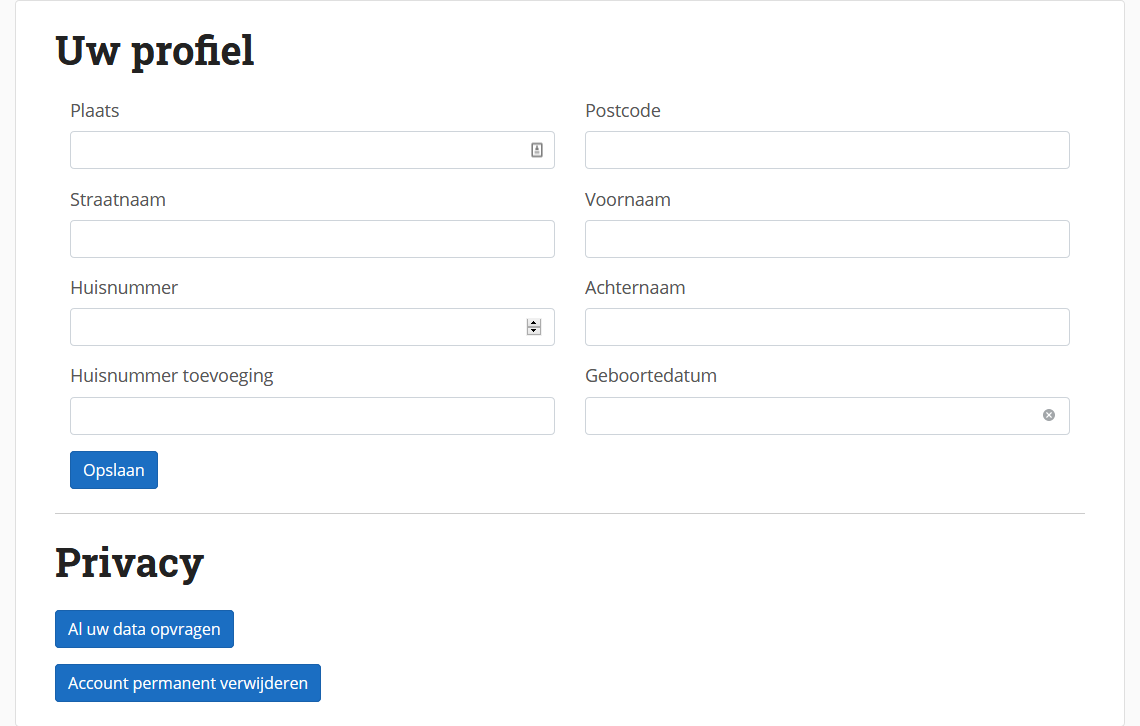 Uw profiel
Plaats
Postcode
Straatnaam
Voornaam
Huisnummer
Achternaam
Huisnummer toevoeging
Geboortedatum
Opslaan
Privacy
Al uw data opvragen
Account permanent verwijderen